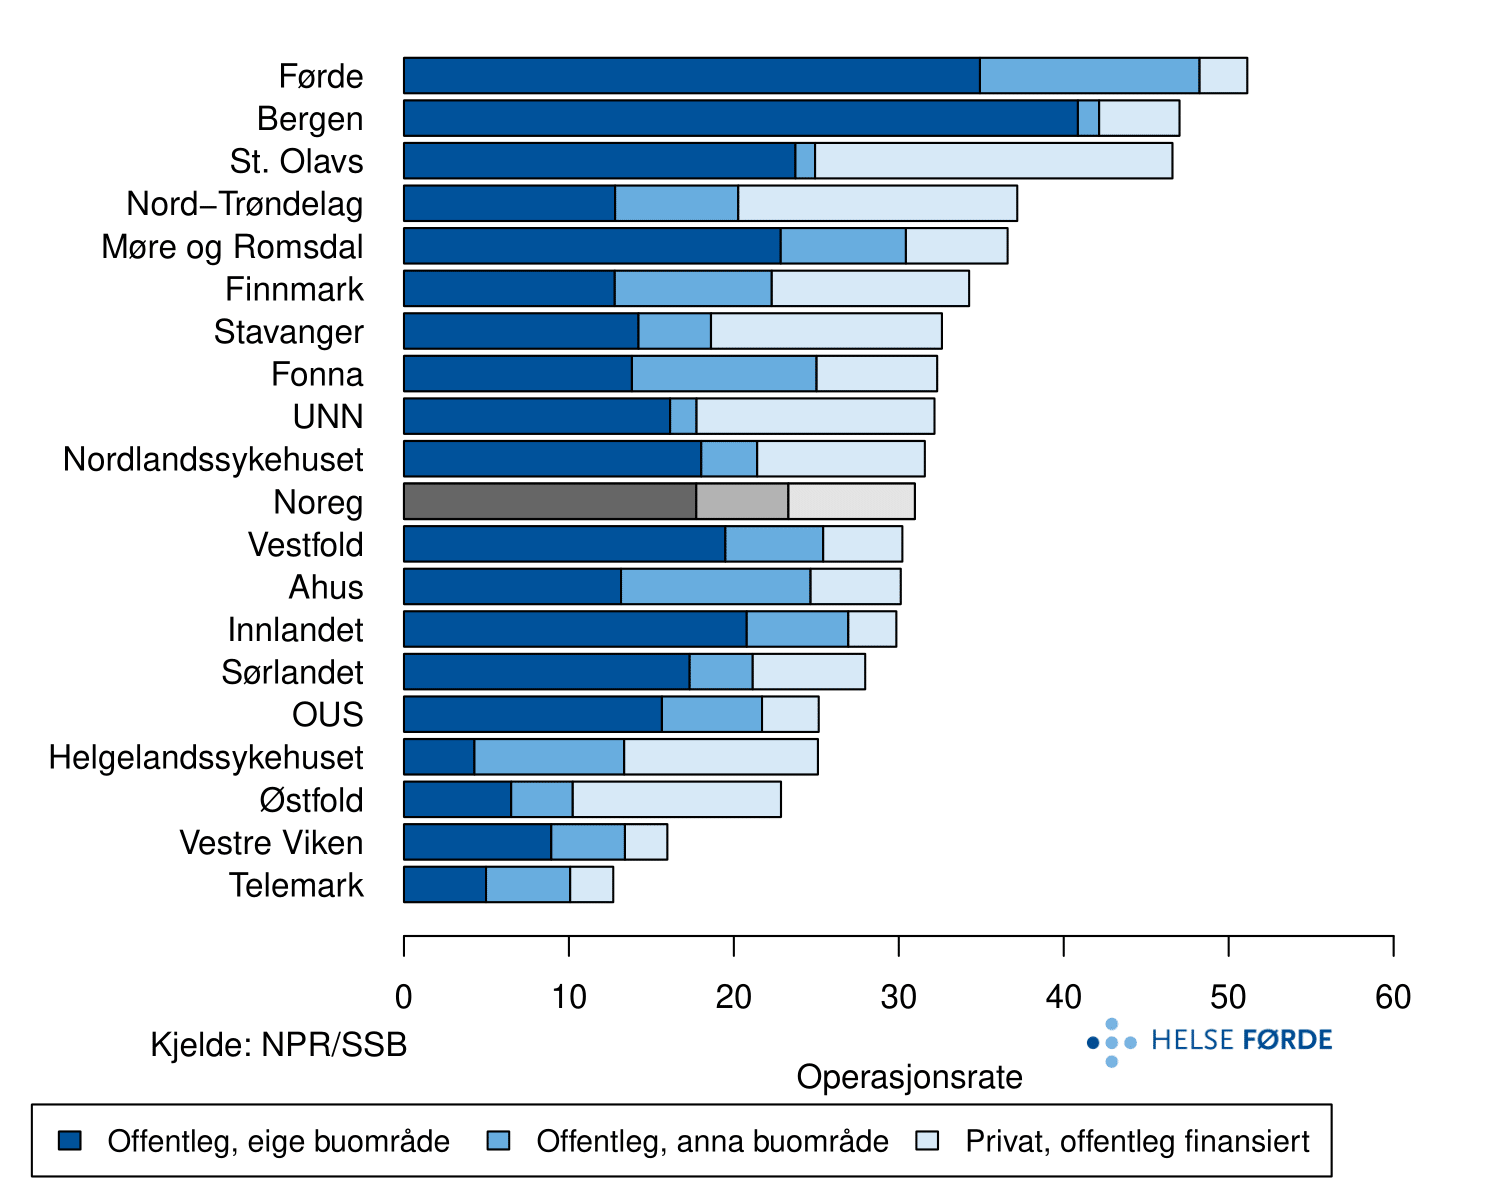 Førde
Bergen
St. Olavs
Nord−Trøndelag
Møre og Romsdal
Finnmark
Stavanger
Fonna
UNN
Nordlandssykehuset
Noreg
Vestfold
Ahus
Innlandet
Sørlandet
OUS
Helgelandssykehuset
Østfold
Vestre Viken
Telemark
0 10 20 30 40 50 60
Kjelde: NPR/SSB
HELSE FØRDE
Operasjonsrate
Offentleg, eige buområde Offentleg, anna buområde Privat, offentleg finansiert